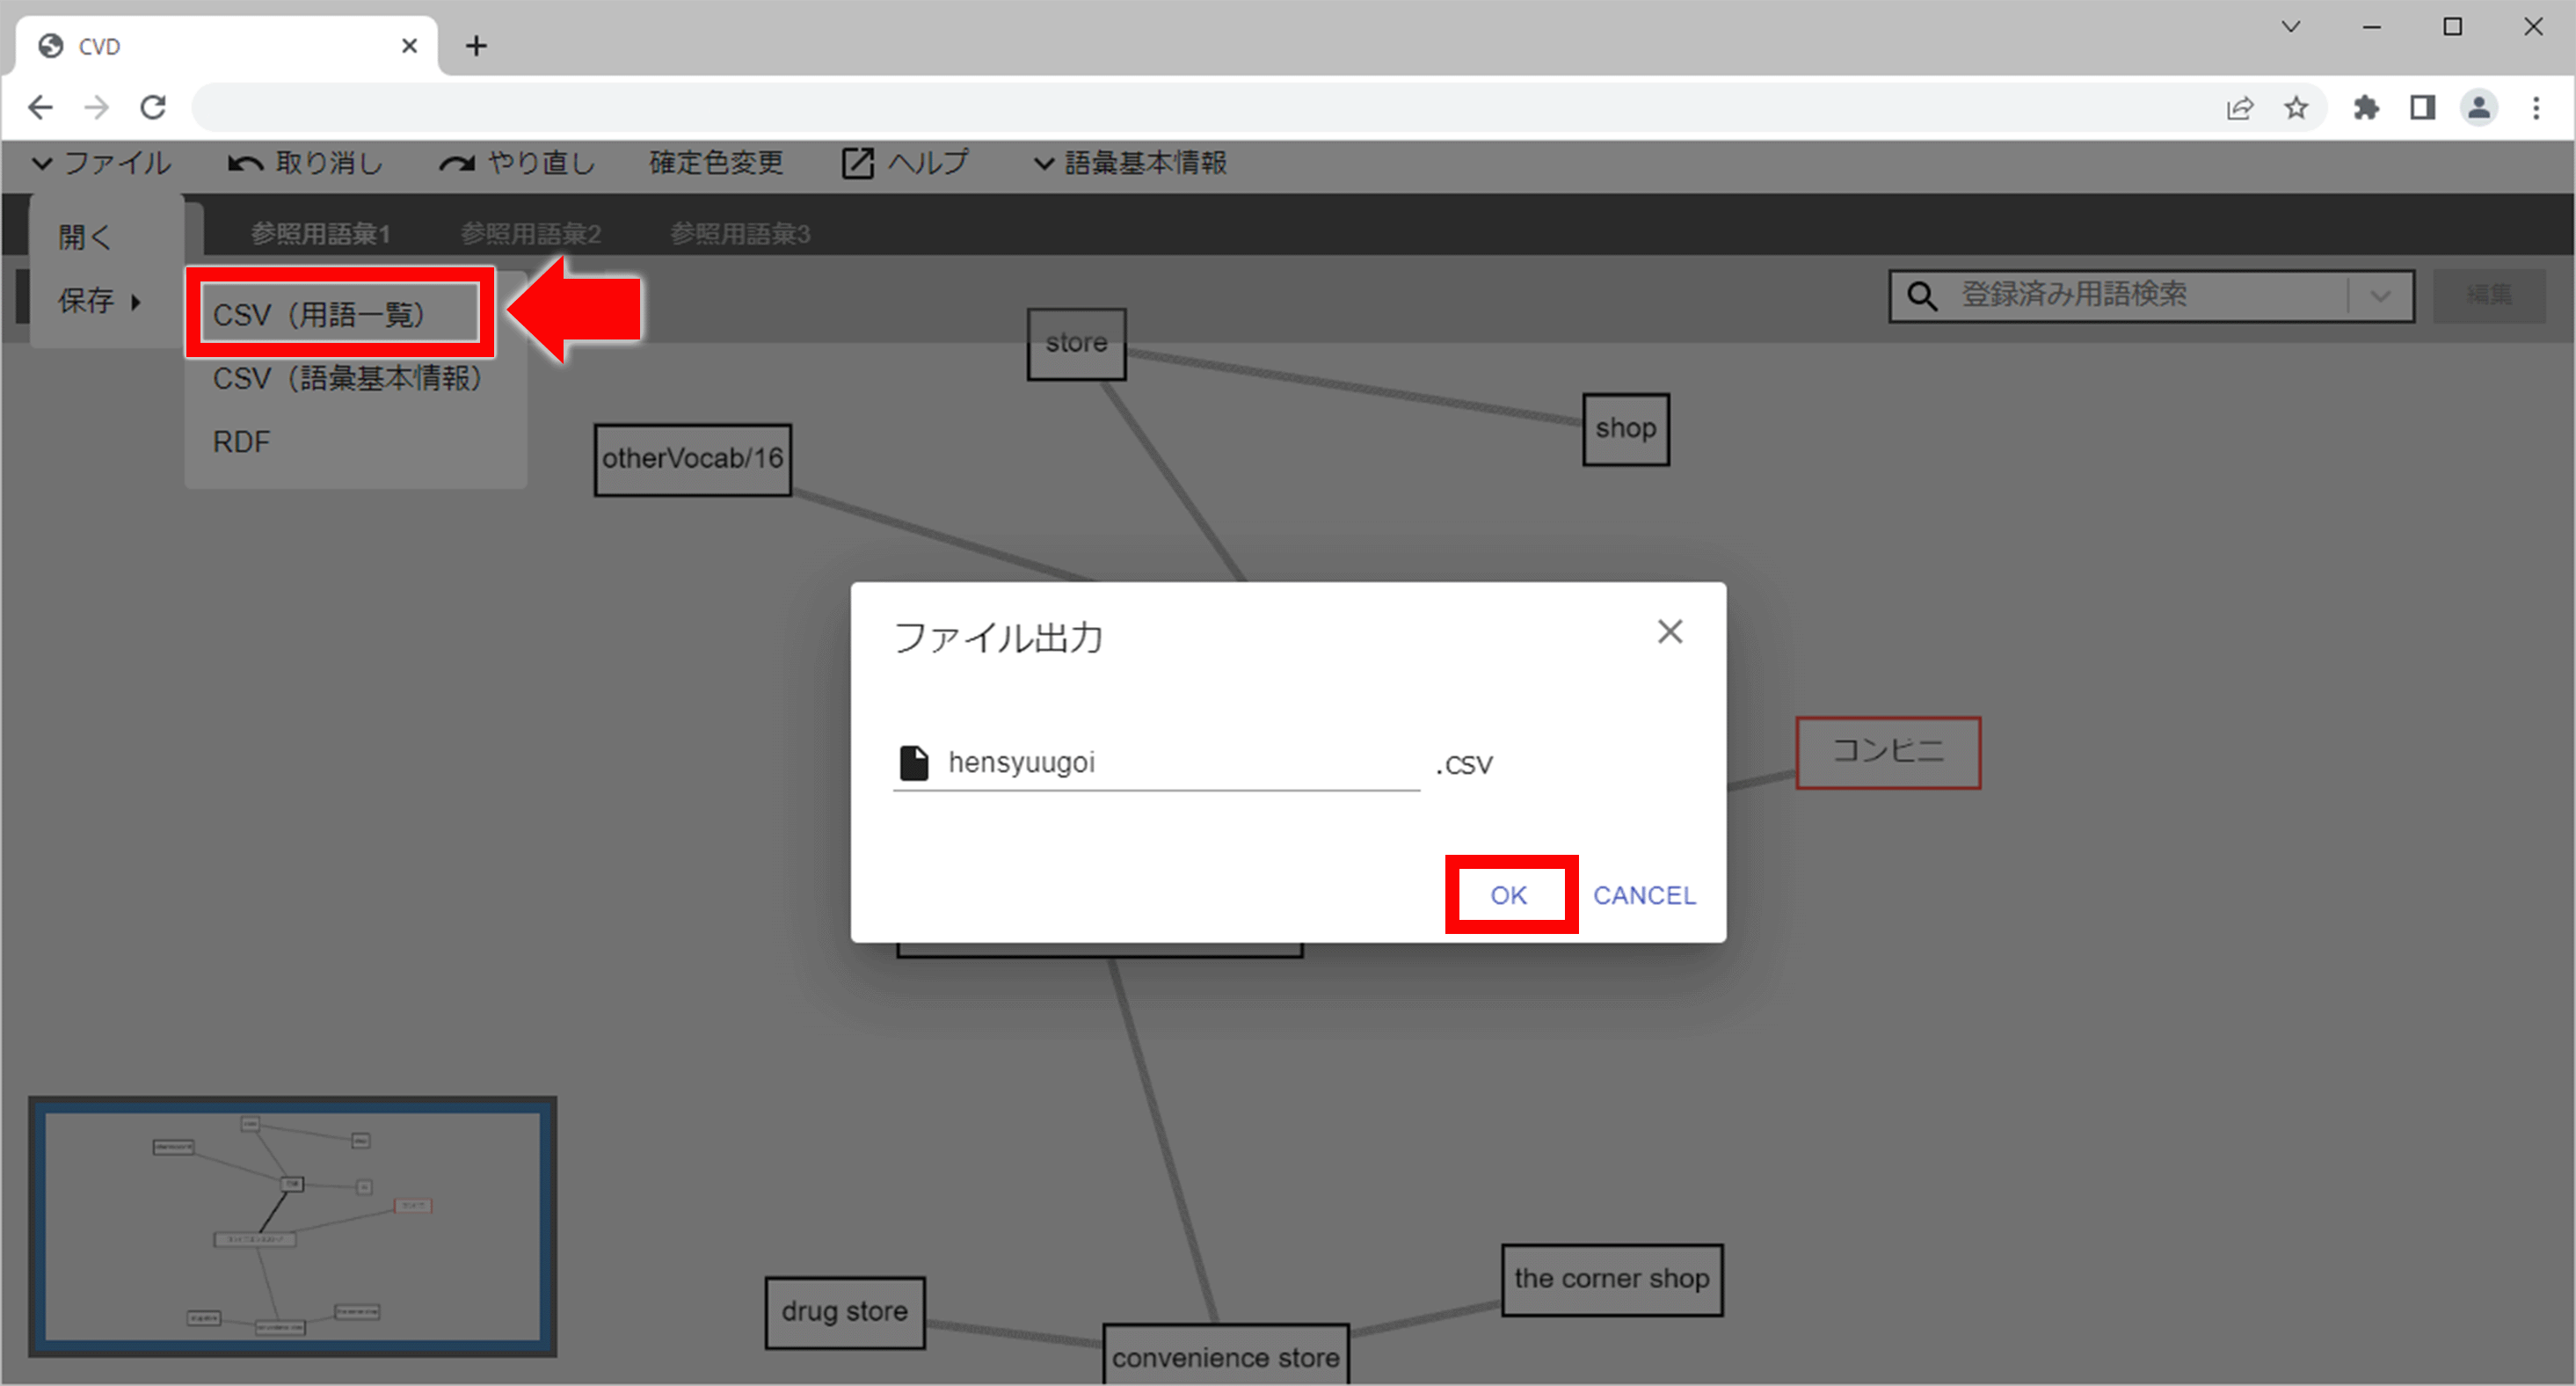 CVD
ファイル 取り消し やり直し 確定色変更 ヘルプ 語彙基本情報
開く 参照用語彙1 参照用語彙2 参照用語彙3
保存 CSV（用語一覧） 登録済み用語検索 編集
CSV（語彙基本情報）
RDF
store
shop
otherVocab/16
ファイル出力
hensyuugoi .csv
コンビニ
OK CANCEL
the corner shop
drug store
convenience store